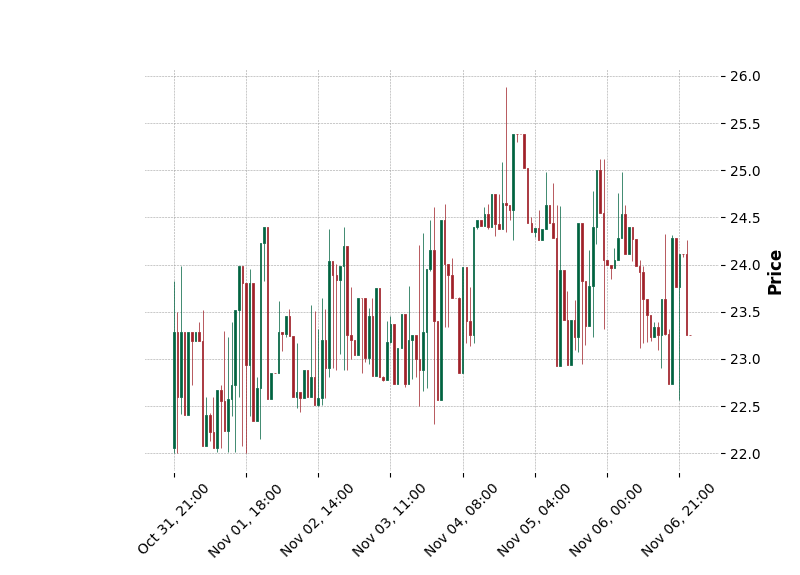 26.0
25.5
25.0
24.5
24.0
23.5
23.0
22.5
22.0
Price
Oct 31, 21:00
Nov 01, 18:00
Nov 02, 14:00
Nov 03, 11:00
Nov 04, 08:00
Nov 05, 04:00
Nov 06, 00:00
Nov 06, 21:00